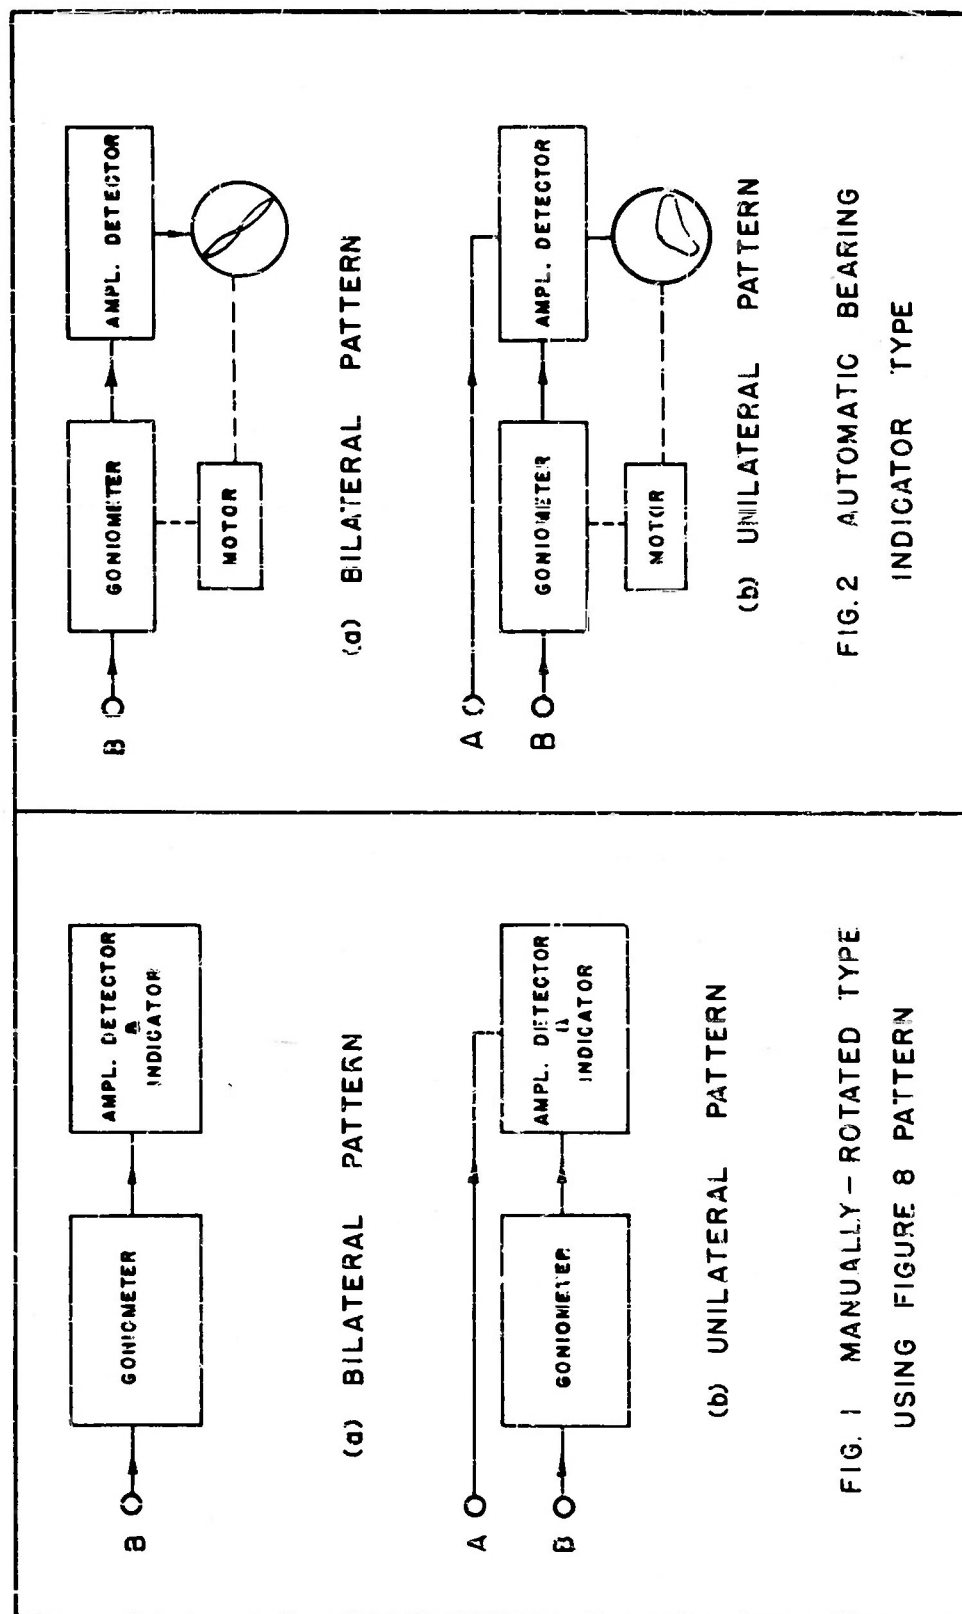 B
GONIOMETER
AMPL. DETECTOR
&
INDICATOR
(a) BILATERAL PATTERN
A
B
GONIOMETER
AMPL. DETECTOR
&
INDICATOR
(b) UNILATERAL PATTERN
FIG. 1 MANUALLY-ROTATED TYPE
USING FIGURE 8 PATTERN
B
GONIOMETER
AMPL. DETECTOR
MOTOR
(a) BILATERAL PATTERN
A
B
GONIOMETER
AMPL. DETECTOR
MOTOR
(b) UNILATERAL PATTERN
FIG. 2 AUTOMATIC BEARING
INDICATOR TYPE